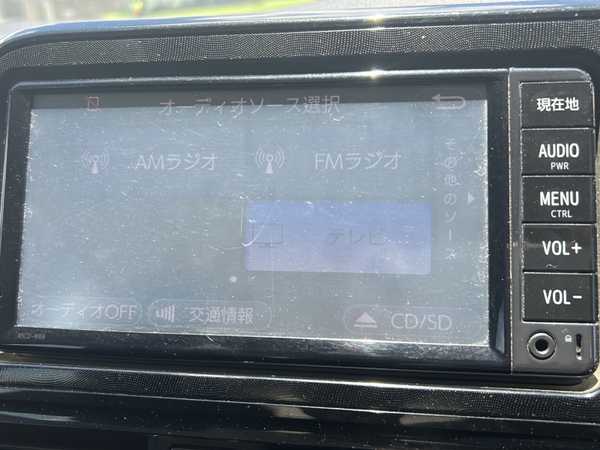 オーディオソース選択
AMラジオ
FMラジオ
その他のソース
テレビ
オーディオOFF
交通情報
CD/SD
現在地
AUDIO
PWR
MENU
CTRL
VOL+
VOL-